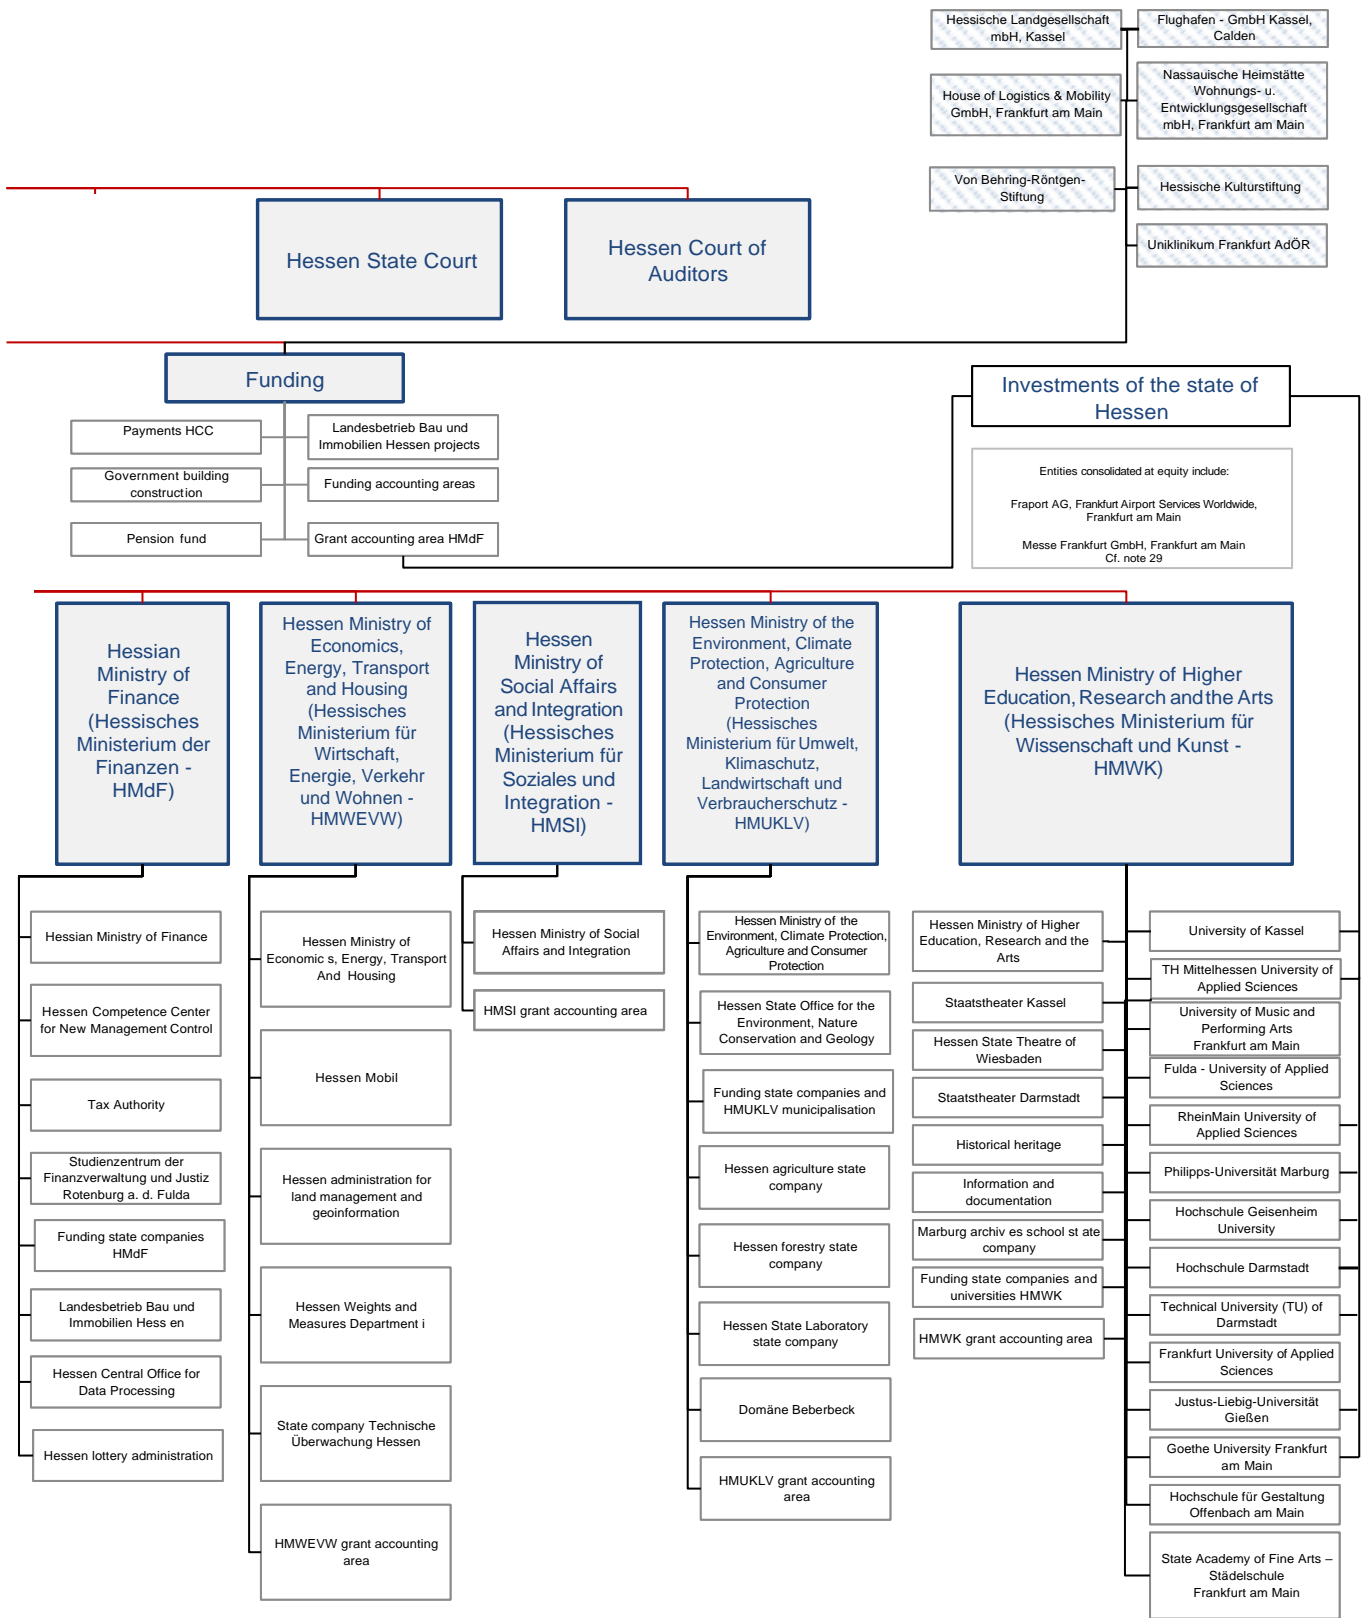 Hessische Landgesellschaft
mbH, Kassel
Flughafen - GmbH Kassel,
Calden
House of Logistics & Mobility
GmbH, Frankfurt am Main
Nassauische Heimstätte
Wohnungs- u.
Entwicklungsgesellschaft
mbH, Frankfurt am Main
Von Behring-Röntgen-
Stiftung
Hessische Kulturstiftung
Uniklinikum Frankfurt AdÖR
Hessen State Court
Hessen Court of
Auditors
Funding
Payments HCC
Landesbetrieb Bau und
Immobilien Hessen projects
Government building
construction
Funding accounting areas
Pension fund
Grant accounting area HMdF
Investments of the state of
Hessen
Entities consolidated at equity include:
Fraport AG, Frankfurt Airport Services Worldwide,
Frankfurt am Main
Messe Frankfurt GmbH, Frankfurt am Main
Cf. note 29
Hessian
Ministry of
Finance
(Hessisches
Ministerium der
Finanzen -
HMdF)
Hessen Ministry of
Economics,
Energy, Transport
and Housing
(Hessisches
Ministerium für
Wirtschaft,
Energie, Verkehr
und Wohnen -
HMWEVW)
Hessen
Ministry of
Social Affairs
and Integration
(Hessisches
Ministerium für
Soziales und
Integration -
HMSI)
Hessen Ministry of the
Environment, Climate
Protection, Agriculture
and Consumer
Protection
(Hessisches
Ministerium für Umwelt,
Klimaschutz,
Landwirtschaft und
Verbraucherschutz -
HMUKLV)
Hessen Ministry of Higher
Education, Research and the Arts
(Hessisches Ministerium für
Wissenschaft und Kunst -
HMWK)
Hessian Ministry of Finance
Hessen Competence Center
for New Management Control
Tax Authority
Studienzentrum der
Finanzverwaltung und Justiz
Rotenburg a. d. Fulda
Funding state companies
HMdF
Landesbetrieb Bau und
Immobilien Hess en
Hessen Central Office for
Data Processing
Hessen lottery administration
Hessen Ministry of
Economic s, Energy, Transport
And Housing
Hessen Mobil
Hessen administration for
land management and
geoinformation
Hessen Weights and
Measures Department i
State company Technische
Überwachung Hessen
HMWEVW grant accounting
area
Hessen Ministry of Social
Affairs and Integration
HMSI grant accounting area
Hessen Ministry of the
Environment, Climate Protection,
Agriculture and Consumer
Protection
Hessen State Office for the
Environment, Nature
Conservation and Geology
Funding state companies and
HMUKLV municipalisation
Hessen agriculture state
company
Hessen forestry state
company
Hessen State Laboratory
state company
Domäne Beberbeck
HMUKLV grant accounting
area
Hessen Ministry of Higher
Education, Research and the
Arts
Staatstheater Kassel
Hessen State Theatre of
Wiesbaden
Staatstheater Darmstadt
Historical heritage
Information and
documentation
Marburg archiv es school st ate
company
Funding state companies and
universities HMWK
HMWK grant accounting area
University of Kassel
TH Mittelhessen University of
Applied Sciences
University of Music and
Performing Arts
Frankfurt am Main
Fulda - University of Applied
Sciences
RheinMain University of
Applied Sciences
Philipps-Universität Marburg
Hochschule Geisenheim
University
Hochschule Darmstadt
Technical University (TU) of
Darmstadt
Frankfurt University of Applied
Sciences
Justus-Liebig-Universität
Gießen
Goethe University Frankfurt
am Main
Hochschule für Gestaltung
Offenbach am Main
State Academy of Fine Arts –
Städelschule
Frankfurt am Main